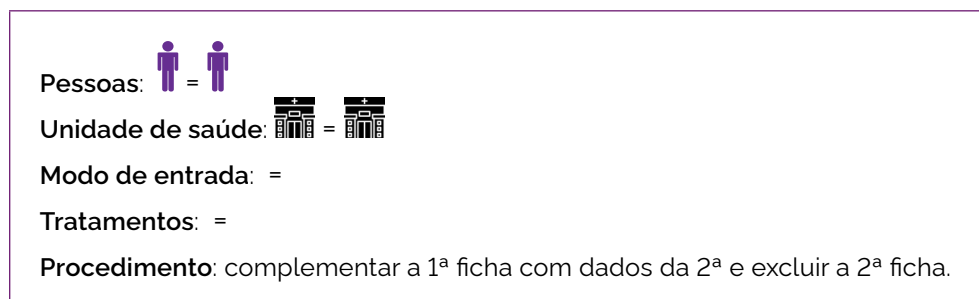 Pessoas: =
Unidade de saúde: =
Modo de entrada: =
Tratamentos: =
Procedimento: complementar a 1ª ficha com dados da 2ª e excluir a 2ª ficha.